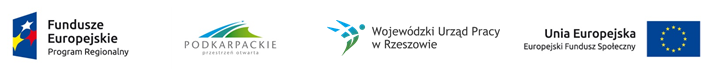 Fundusze
Europejskie
Program Regionalny
PODKARPACKIE
przestrzeń otwarta
Wojewódzki Urząd Pracy
w Rzeszowie
Unia Europejska
Europejski Fundusz Społeczny